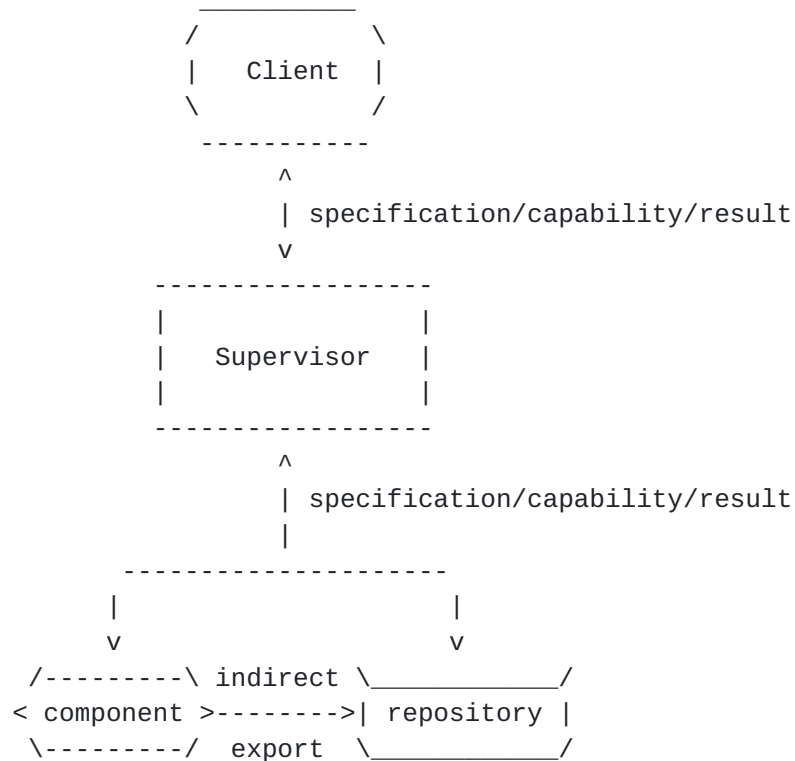 Client
specification/capability/result
Supervisor
specification/capability/result
indirect
component
repository
export